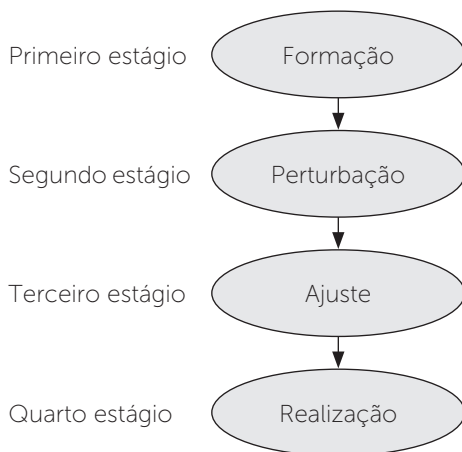 Primeiro estágio Formação
Segundo estágio Perturbação
Terceiro estágio Ajuste
Quarto estágio Realização